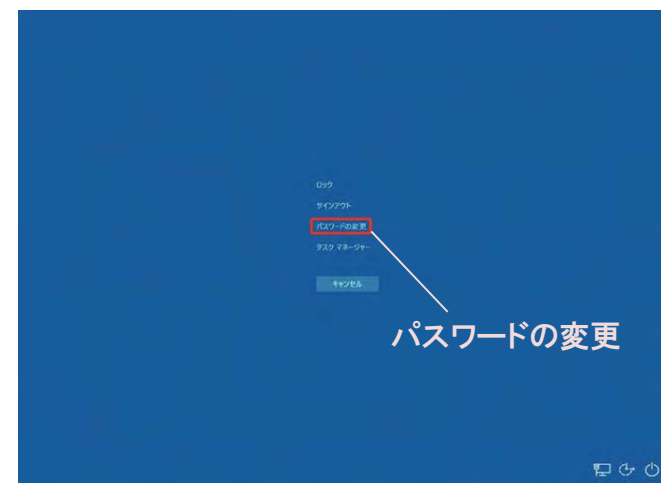 ロック
サインアウト
パスワードの変更
タスク マネージャー
キャンセル
パスワードの変更